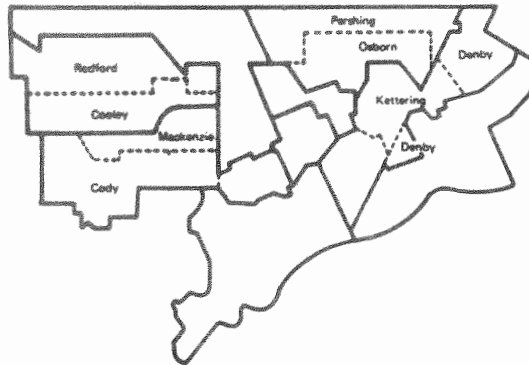 Pershing
Osborn
Denby
Redford
Kettering
Cooley
Mackenzie
Denby
Cody